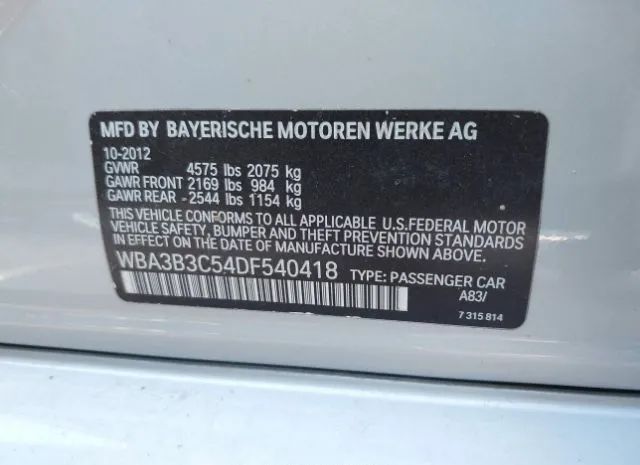 MFD BY BAYERISCHE MOTOREN WERKE AG
10-2012
GVWR 4575 lbs 2075 kg
GAWR FRONT 2169 lbs 984 kg
GAWR REAR -2544 lbs 1154 kg
THIS VEHICLE CONFORMS TO ALL APPLICABLE U.S.FEDERAL MOTOR
VEHICLE SAFETY, BUMPER AND THEFT PREVENTION STANDARDS
IN EFFECT ON THE DATE OF MANUFACTURE SHOWN ABOVE.
WBA3B3C54DF540418 TYPE: PASSENGER CAR
A83/
7 315 814